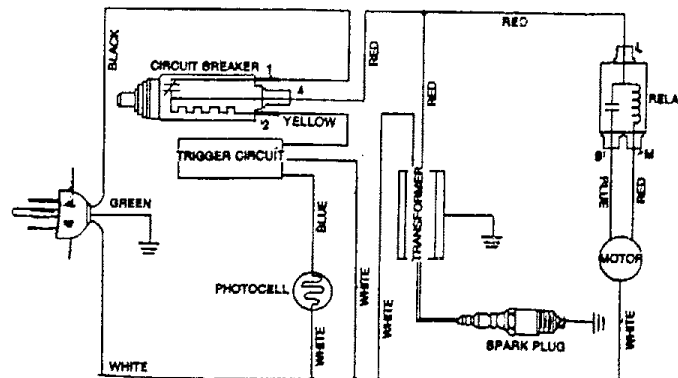 RED
L
BLACK
CIRCUIT BREAKER
1
RED
4
RELA
2
YELLOW
RED
TRIGGER CIRCUIT
S
M
BLUE
RED
GREEN
BLUE
TRANSFORMER
MOTOR
PHOTOCELL
WHITE
WHITE
WHITE
SPARK PLUG
WHITE
WHITE